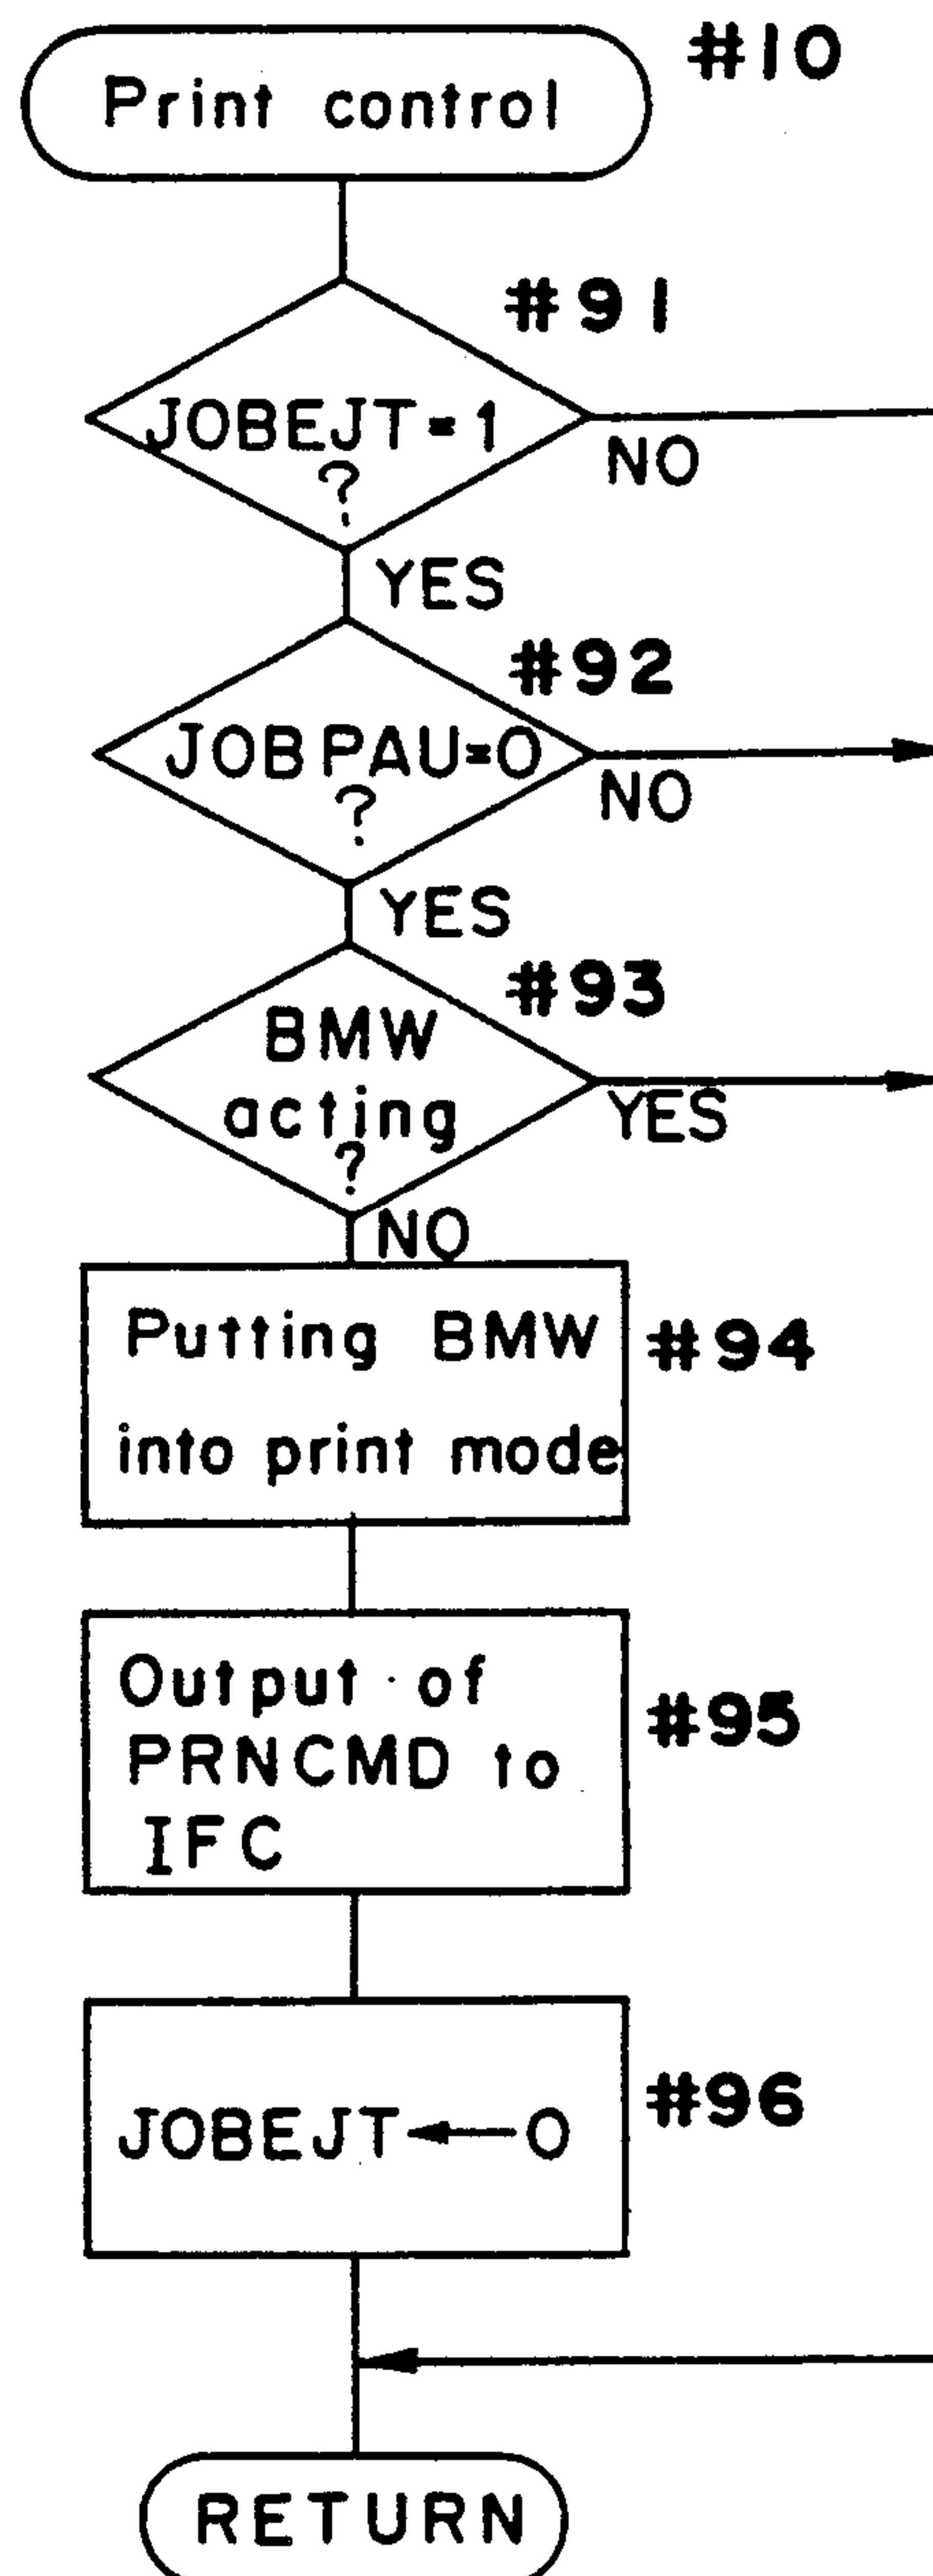 #10
Print control
#91
JOBEJT=1
?
NO
YES
#92
JOBPAU=0
?
NO
YES
#93
BMW
acting
?
YES
NO
Putting BMW
into print mode
#94
Output of
PRNCMD to
IFC
#95
JOBEJT←0
#96
RETURN